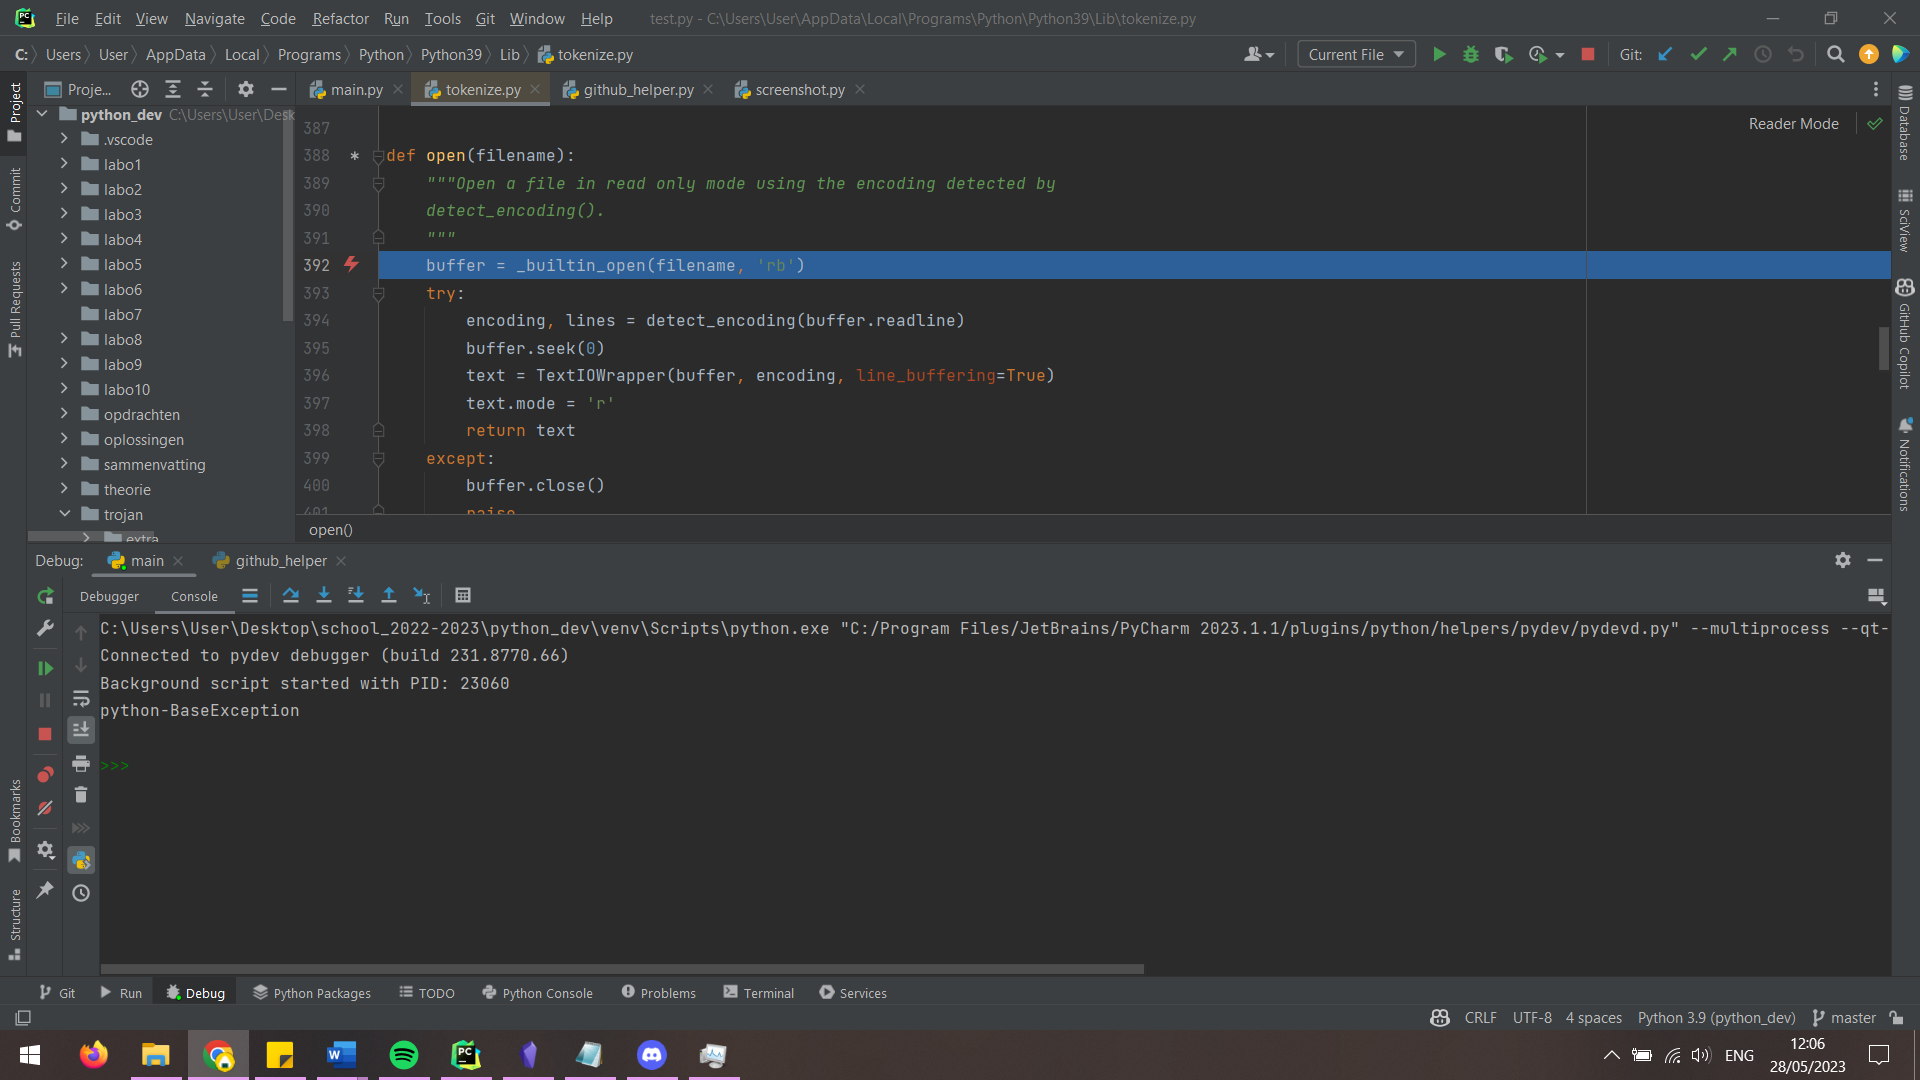 File Edit View Navigate Code Refactor Run Tools Git Window Help test.py - C:\Users\User\AppData\Local\Programs\Python\Python39\Lib\tokenize.py
C: Users User AppData Local Programs Python Python39 Lib tokenize.py Current File Git:
Proje... main.py tokenize.py github_helper.py screenshot.py
Project
Commit
Pull Requests
Bookmarks
Structure
python_dev C:\Users\User\Desk
.vscode
labo1
labo2
labo3
labo4
labo5
labo6
labo7
labo8
labo9
labo10
opdrachten
oplossingen
sammenvatting
theorie
trojan
extra
Reader Mode
387
388 * def open(filename):
389 """Open a file in read only mode using the encoding detected by
390 detect_encoding().
391 """
392 buffer = _builtin_open(filename, 'rb')
393 try:
394 encoding, lines = detect_encoding(buffer.readline)
395 buffer.seek(0)
396 text = TextIOWrapper(buffer, encoding, line_buffering=True)
397 text.mode = 'r'
398 return text
399 except:
400 buffer.close()
401 raise
open()
Database
SciView
GitHub Copilot
Notifications
Debug: main github_helper
Debugger Console
C:\Users\User\Desktop\school_2022-2023\python_dev\venv\Scripts\python.exe "C:/Program Files/JetBrains/PyCharm 2023.1.1/plugins/python/helpers/pydev/pydevd.py" --multiprocess --qt-
Connected to pydev debugger (build 231.8770.66)
Background script started with PID: 23060
python-BaseException
>>>
Git Run Debug Python Packages TODO Python Console Problems Terminal Services
CRLF UTF-8 4 spaces Python 3.9 (python_dev) master
ENG
12:06
28/05/2023